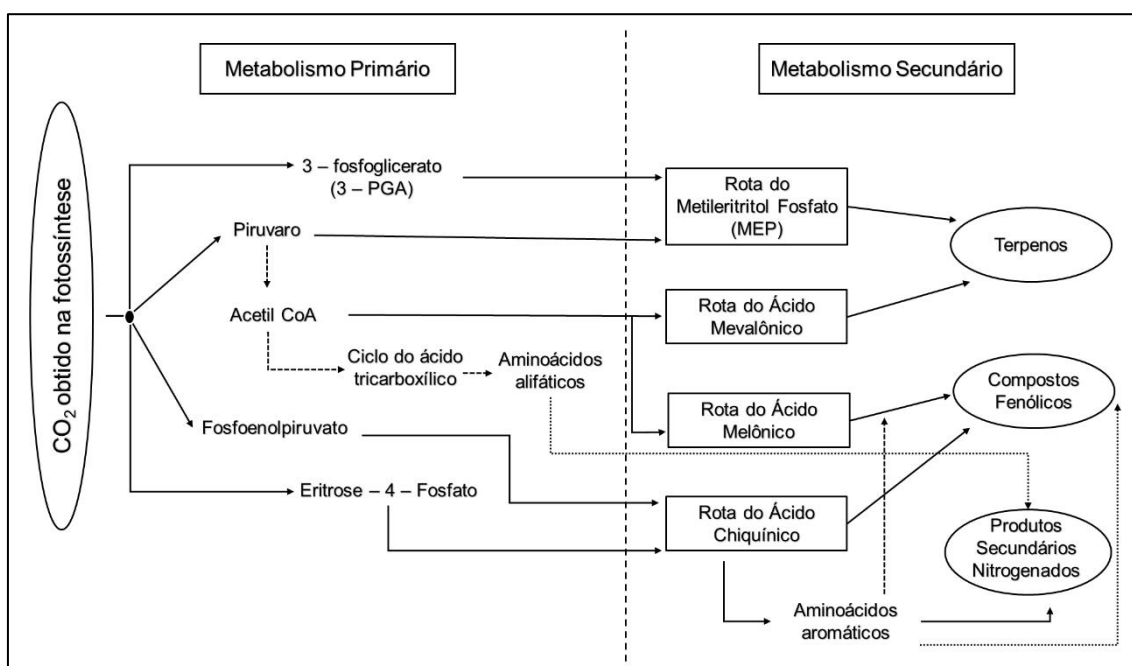 Metabolismo Primário
Metabolismo Secundário
CO₂ obtido na fotosíntese
3 – fosfoglicerato
(3 – PGA)
Rota do
Metileritritol Fosfato
(MEP)
Piruvaro
Terpenos
Acetil CoA
Rota do Ácido
Mevalônico
Ciclo do ácido
tricarboxílico
Aminoácidos
alifáticos
Compostos
Fenólicos
Fosfoenolpiruvato
Rota do Ácido
Melônico
Eritrose – 4 – Fosfato
Rota do Ácido
Chiquínico
Produtos
Secundários
Nitrogenados
Aminoácidos
aromáticos